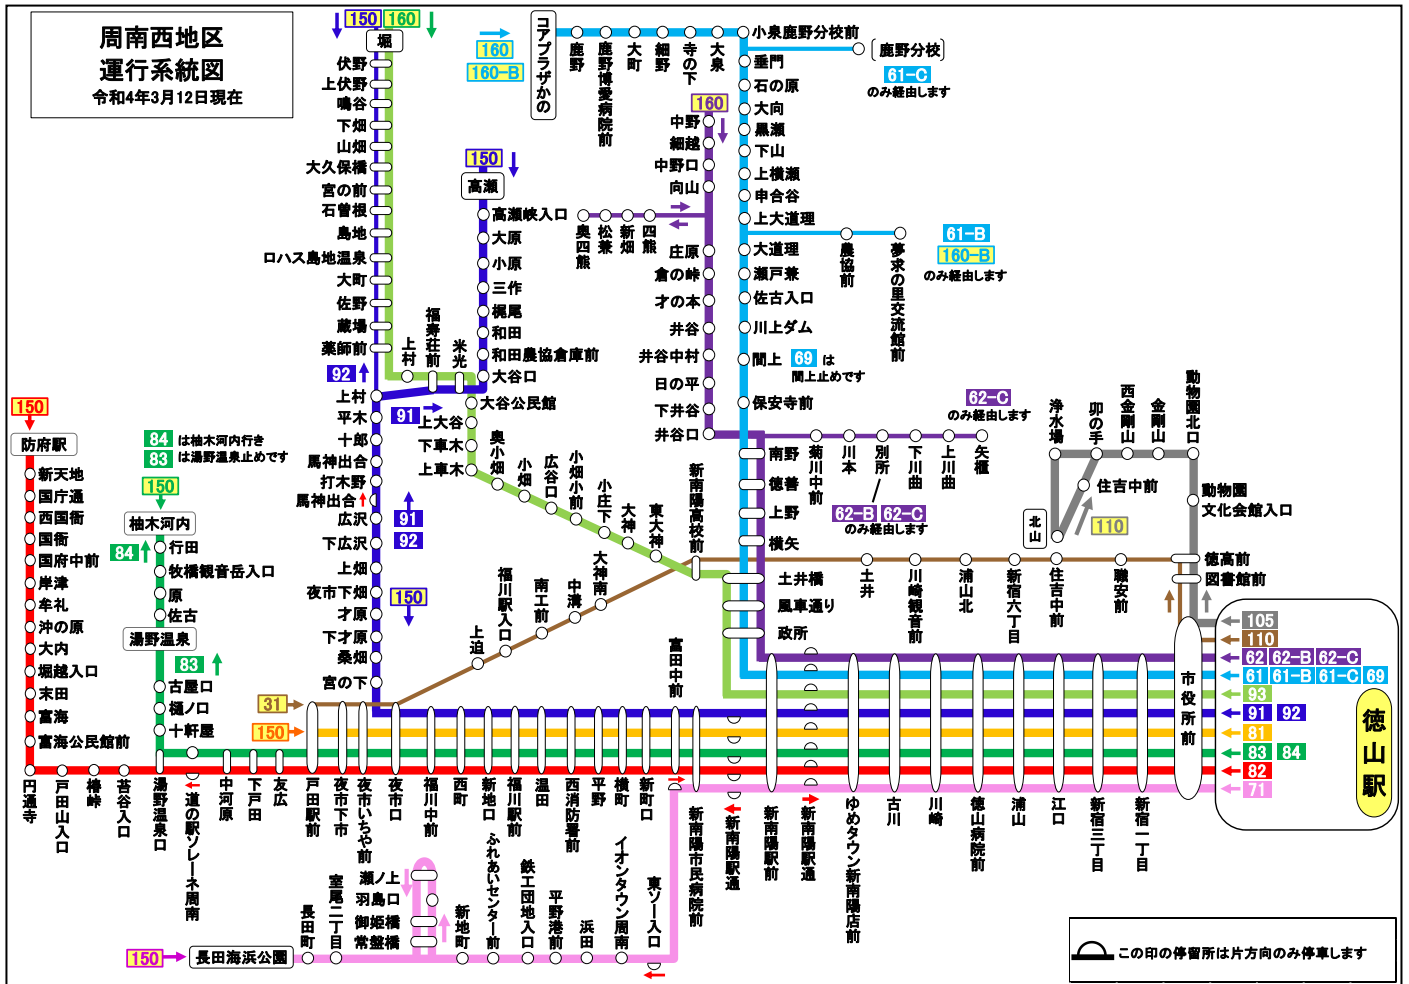 周南西地区
運行系統図
令和4年3月12日現在
150
160
堀
伏野
上伏野
鳴谷
下畑
山畑
大久保橋
宮の前
石曽根
島地
ロハス島地温泉
大町
佐野
蔵場
薬師前
92
上村
平木
十郎
馬神出合
打木野
馬神出合
広沢
下広沢
上畑
夜市下畑
才原
下才原
桑畑
宮の下
91
91
92
150
上村
福寿荘前
米光
150
高瀬
高瀬峡入口
大原
小原
三作
梶尾
和田
和田農協倉庫前
大谷口
大谷公民館
上大谷
下車木
上車木
奥小畑
小畑
広谷口
小畑小前
小庄下
大神
東大神
新南陽高校前
160
160-B
コアプラザかの
鹿野
鹿野博愛病院前
大町
細野
寺の下
大泉
小泉鹿野分校前
鹿野分校
61-C
のみ経由します
垂門
石の原
大向
黒瀬
下山
上横瀬
申合谷
上大道理
大道理
瀬戸兼
佐古入口
川上ダム
間上
69 は
間上止めです
保安寺前
農協前
夢求の里交流館前
61-B
160-B
のみ経由します
160
中野
細越
中野口
向山
奥四熊
松兼
新畑
四熊
庄原
倉の峠
才の本
井谷
井谷中村
日の平
下井谷
井谷口
62-C
のみ経由します
菊川中前
川本
別所
下川曲
上川曲
矢櫃
62-B 62-C
のみ経由します
南野
徳善
上野
横矢
土井橋
風車通り
政所
浄水場
卯の手
西金剛山
金剛山
動物園北口
住吉中前
動物園
文化会館入口
北山
110
土井
川崎観音前
浦山北
新宿六丁目
住吉中前
職安前
徳高前
図書館前
150
防府駅
新天地
国庁通
西国衙
国衙
国府中前
岸津
牟礼
沖の原
大内
堀越入口
末田
富海
富海公民館前
円通寺
戸田山入口
椿峠
苔谷入口
湯野温泉口
道の駅ソレーネ周南
中河原
下戸田
友広
戸田駅前
夜市下市
夜市いちや前
夜市口
福川中前
西町
新地口
福川駅前
温田
西消防署前
平野
横町
新町口
富田中前
新南陽市民病院前
新南陽駅通
新南陽駅前
新南陽駅通
ゆめタウン新南陽店前
古川
川崎
徳山病院前
浦山
江口
新宿三丁目
新宿一丁目
市役所前
84 は柚木河内行き
83 は湯野温泉止めです
150
柚木河内
84
行田
牧橋観音岳入口
原
佐古
湯野温泉
83
古屋口
樋ノ口
十軒屋
31
150
上迫
福川駅入口
南工前
中溝
大神南
105
110
62 62-B 62-C
61 61-B 61-C 69
93
91 92
81
83 84
82
71
徳山駅
150
長田海浜公園
長田町
室尾二丁目
瀬ノ上
羽島口
御姫橋
常盤橋
新地町
ふれあいセンター前
鉄工団地入口
平野港前
浜田
イオンタウン周南
東ソー入口
この印の停留所は片方向のみ停車します